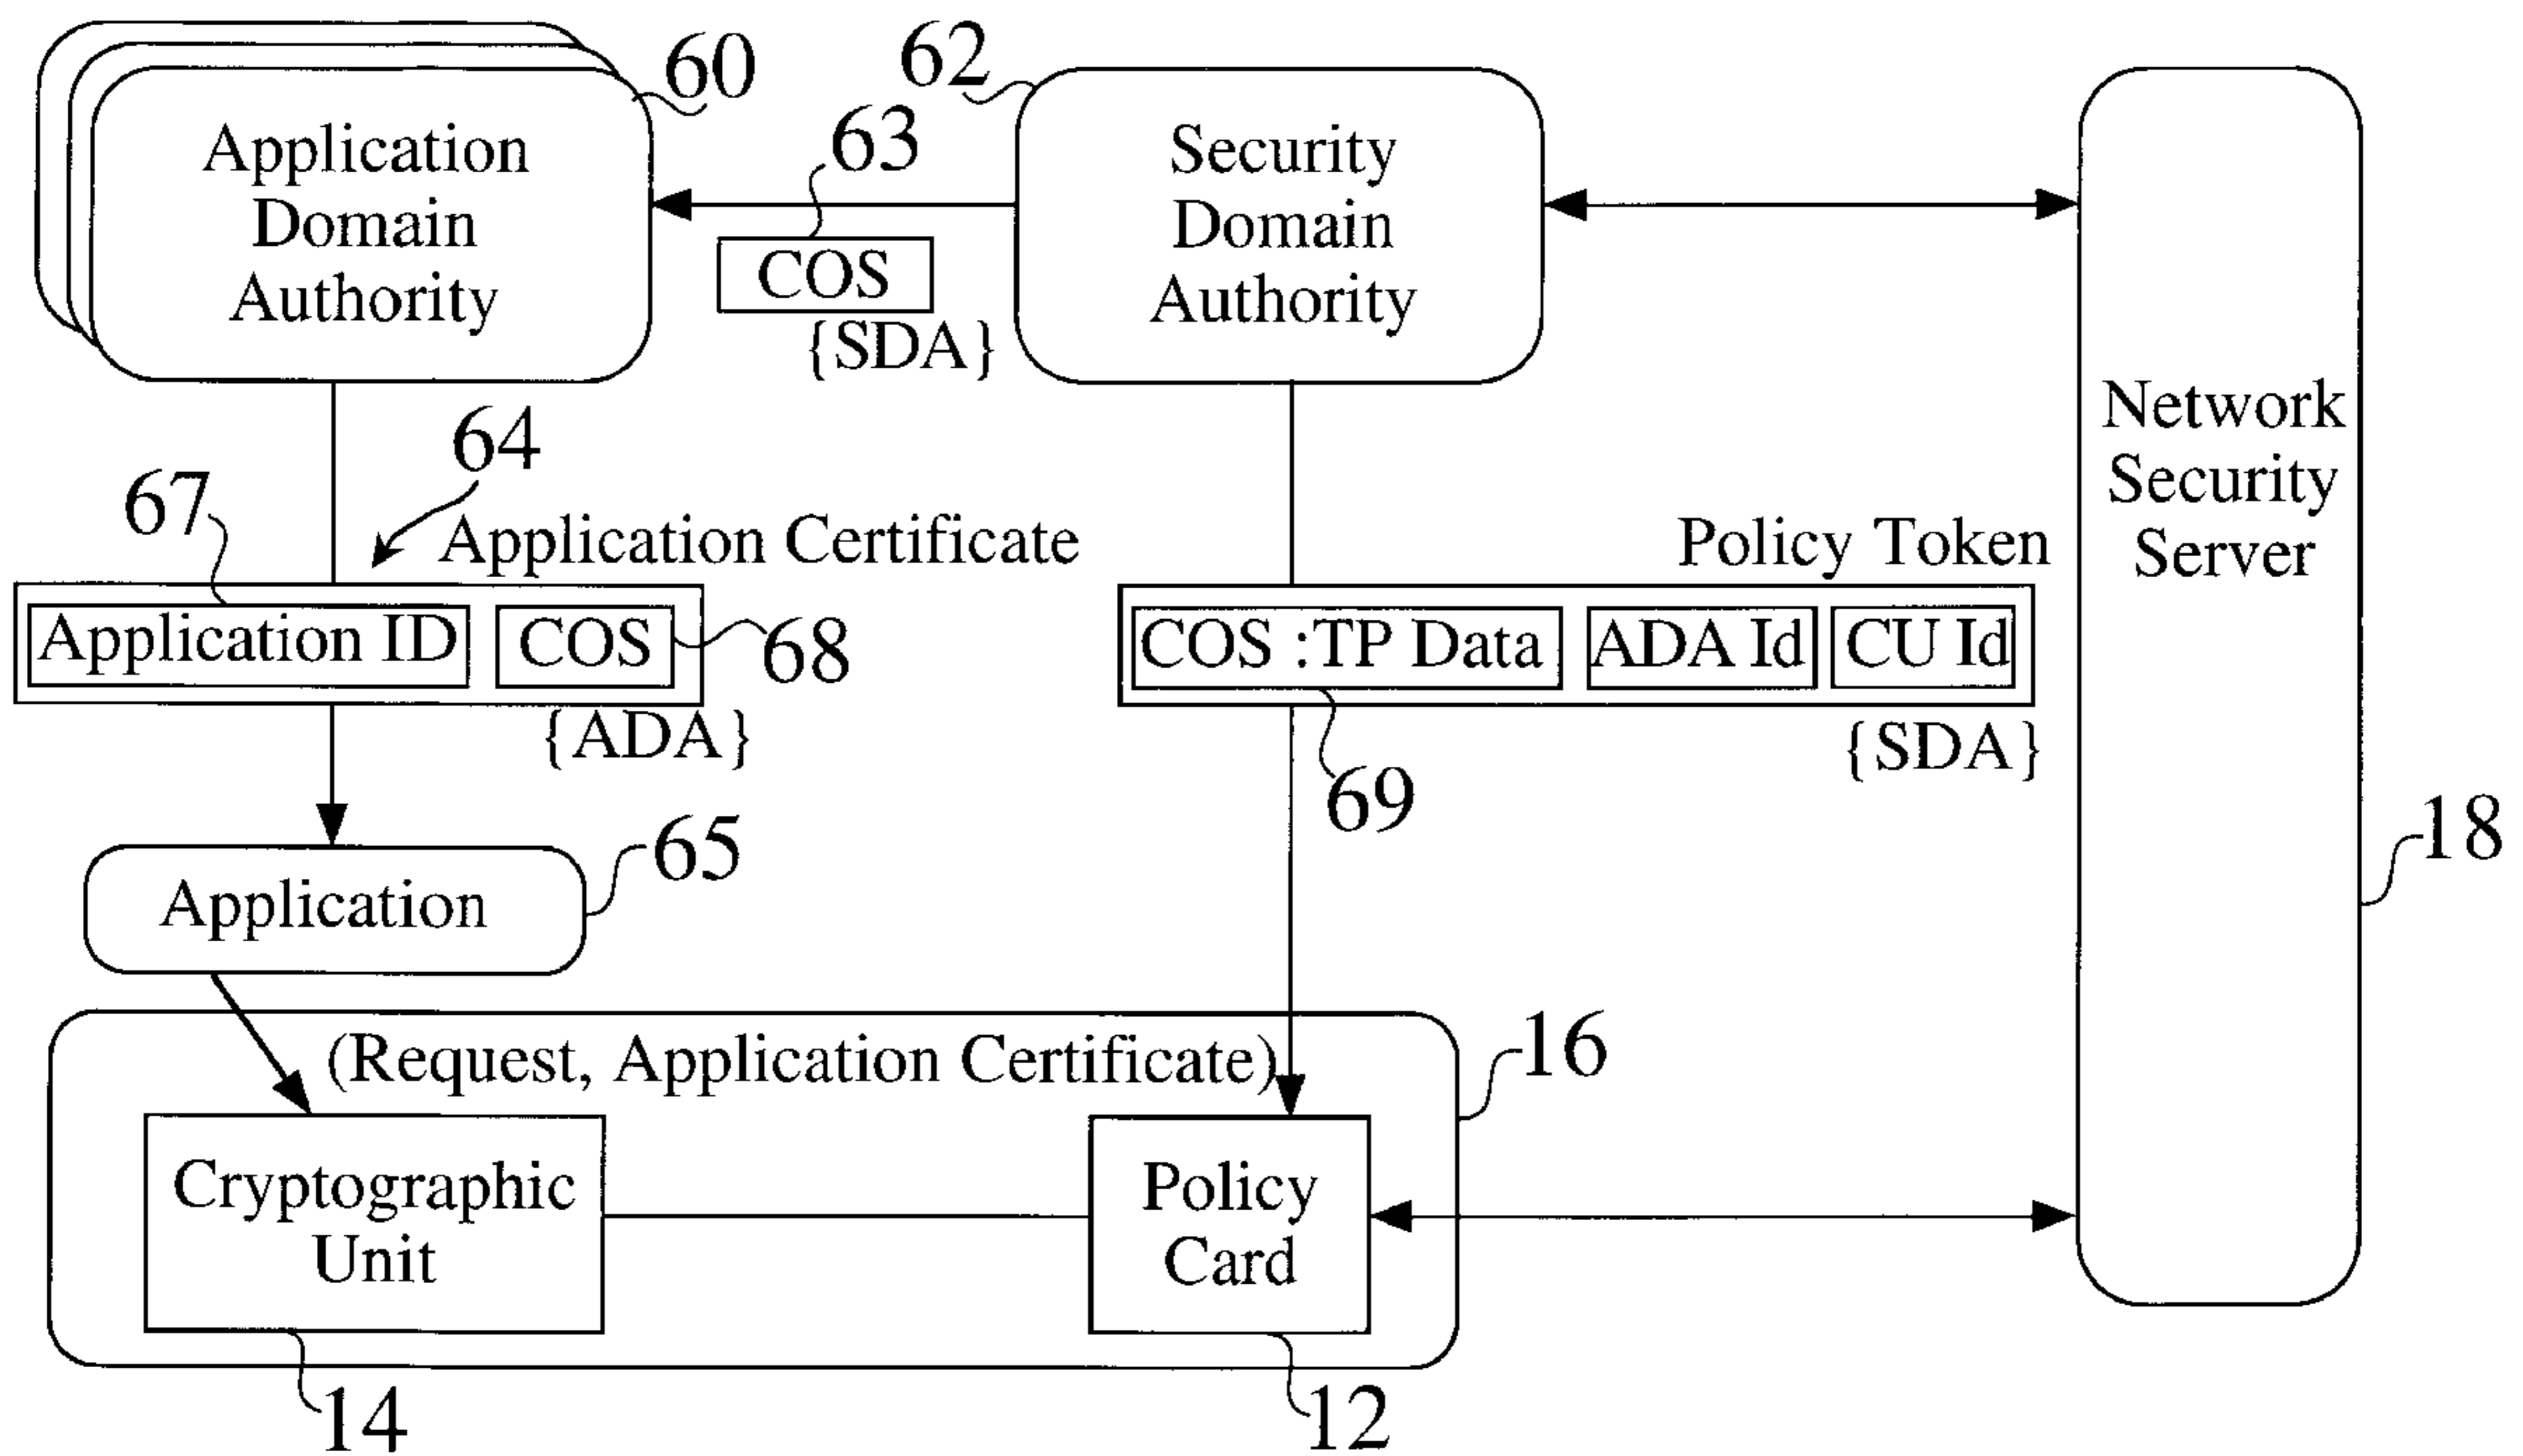 60
62
63
Application
Domain
Authority
Security
Domain
Authority
COS
{SDA}
Network
Security
Server
64
67
Application Certificate
Policy Token
Application ID
COS
68
COS :TP Data
ADA Id
CU Id
{ADA}
{SDA}
69
65
18
Application
16
(Request, Application Certificate)
Cryptographic
Unit
Policy
Card
14
12